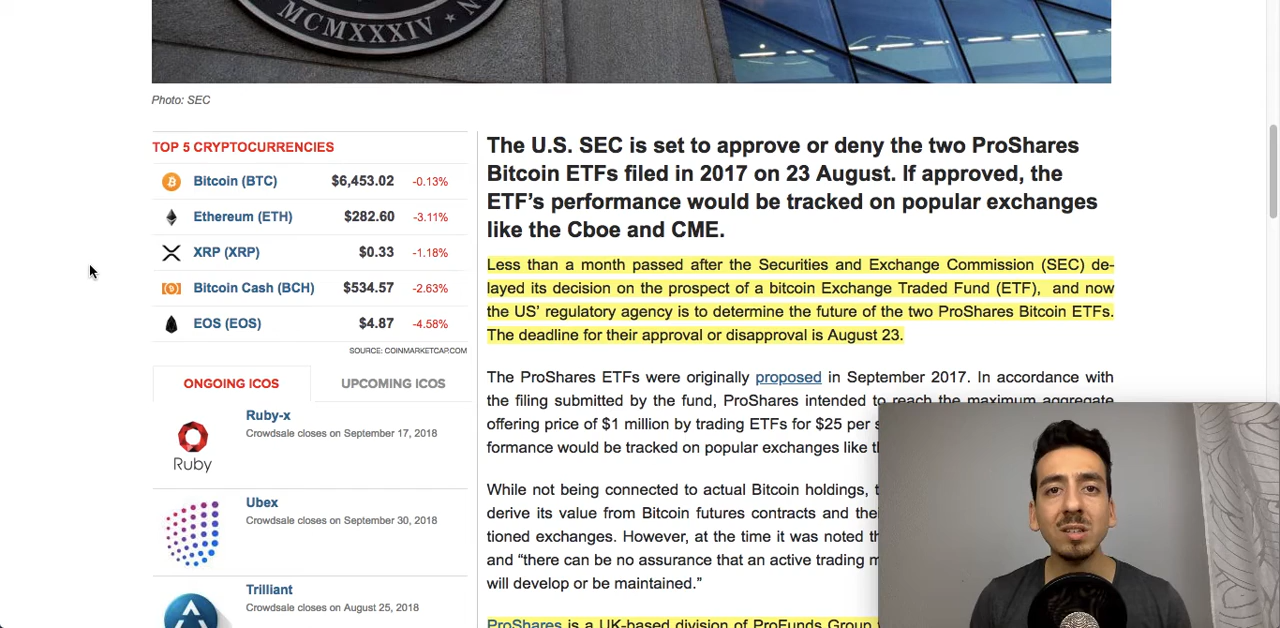 MCMXXXIV ★ N
Photo: SEC
TOP 5 CRYPTOCURRENCIES
Bitcoin (BTC) $6,453.02 -0.13%
Ethereum (ETH) $282.60 -3.11%
XRP (XRP) $0.33 -1.18%
Bitcoin Cash (BCH) $534.57 -2.63%
EOS (EOS) $4.87 -4.58%
SOURCE: COINMARKETCAP.COM
ONGOING ICOS UPCOMING ICOS
Ruby-x
Crowdsale closes on September 17, 2018
Ruby
Ubex
Crowdsale closes on September 30, 2018
Trilliant
Crowdsale closes on August 25, 2018
The U.S. SEC is set to approve or deny the two ProShares
Bitcoin ETFs filed in 2017 on 23 August. If approved, the
ETF's performance would be tracked on popular exchanges
like the Cboe and CME.
Less than a month passed after the Securities and Exchange Commission (SEC) de-
layed its decision on the prospect of a bitcoin Exchange Traded Fund (ETF), and now
the US' regulatory agency is to determine the future of the two ProShares Bitcoin ETFs.
The deadline for their approval or disapproval is August 23.
The ProShares ETFs were originally proposed in September 2017. In accordance with
the filing submitted by the fund, ProShares intended to reach the maximum aggregate
offering price of $1 million by trading ETFs for $25 per
formance would be tracked on popular exchanges like
While not being connected to actual Bitcoin holdings,
derive its value from Bitcoin futures contracts and the
tioned exchanges. However, at the time it was noted
and “there can be no assurance that an active trading
will develop or be maintained.”
ProShares is a UK-based division of ProFunds Group